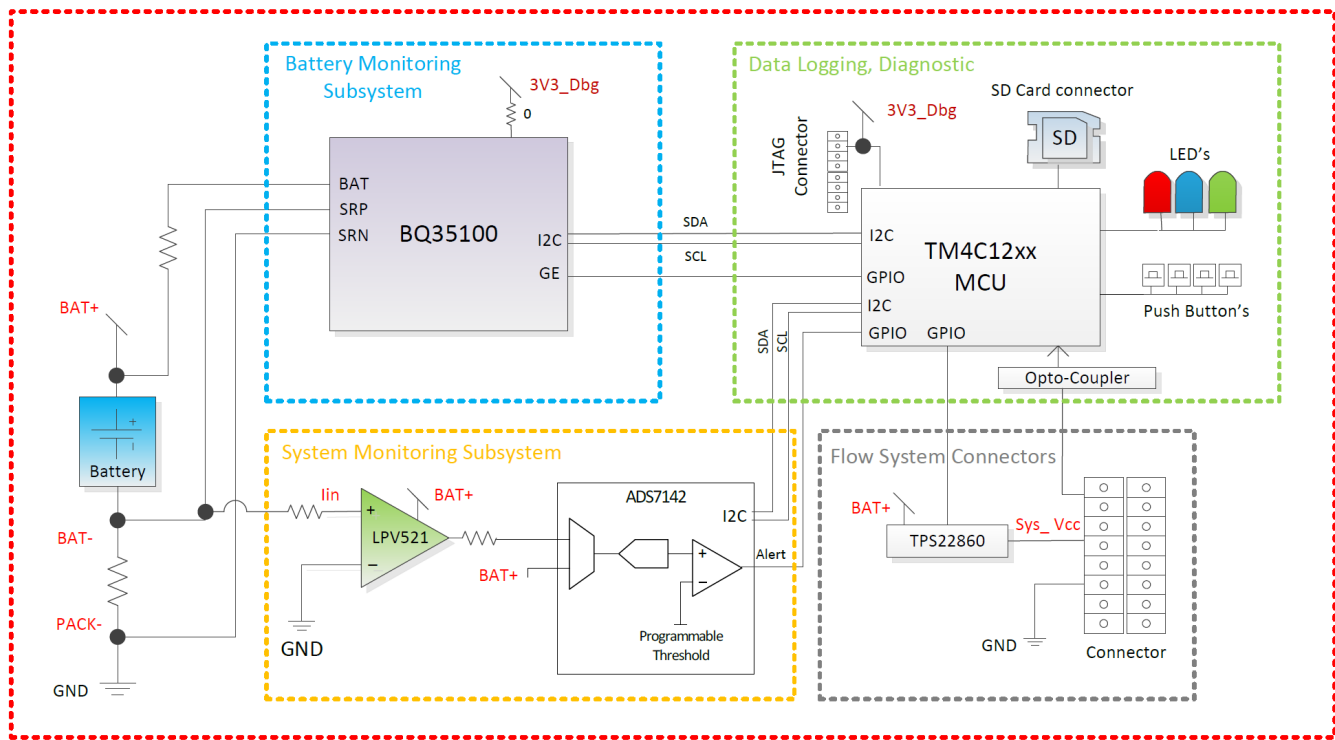 Battery Monitoring
Subsystem
3V3_Dbg
0
BAT
SRP
SRN
BQ35100
I2C
GE
SDA
SCL
Data Logging, Diagnostic
3V3_Dbg
JTAG
Connector
SD Card connector
SD
LED's
I2C
GPIO
I2C
GPIO
GPIO
TM4C12xx
MCU
Push Button's
SDA
SCL
Opto-Coupler
BAT+
+
Battery
BAT-
PACK-
GND
System Monitoring Subsystem
Iin
BAT+
+
LPV521
–
GND
BAT+
ADS7142
I2C
+
–
Alert
Programmable
Threshold
Flow System Connectors
BAT+
TPS22860
Sys_ Vcc
GND
Connector